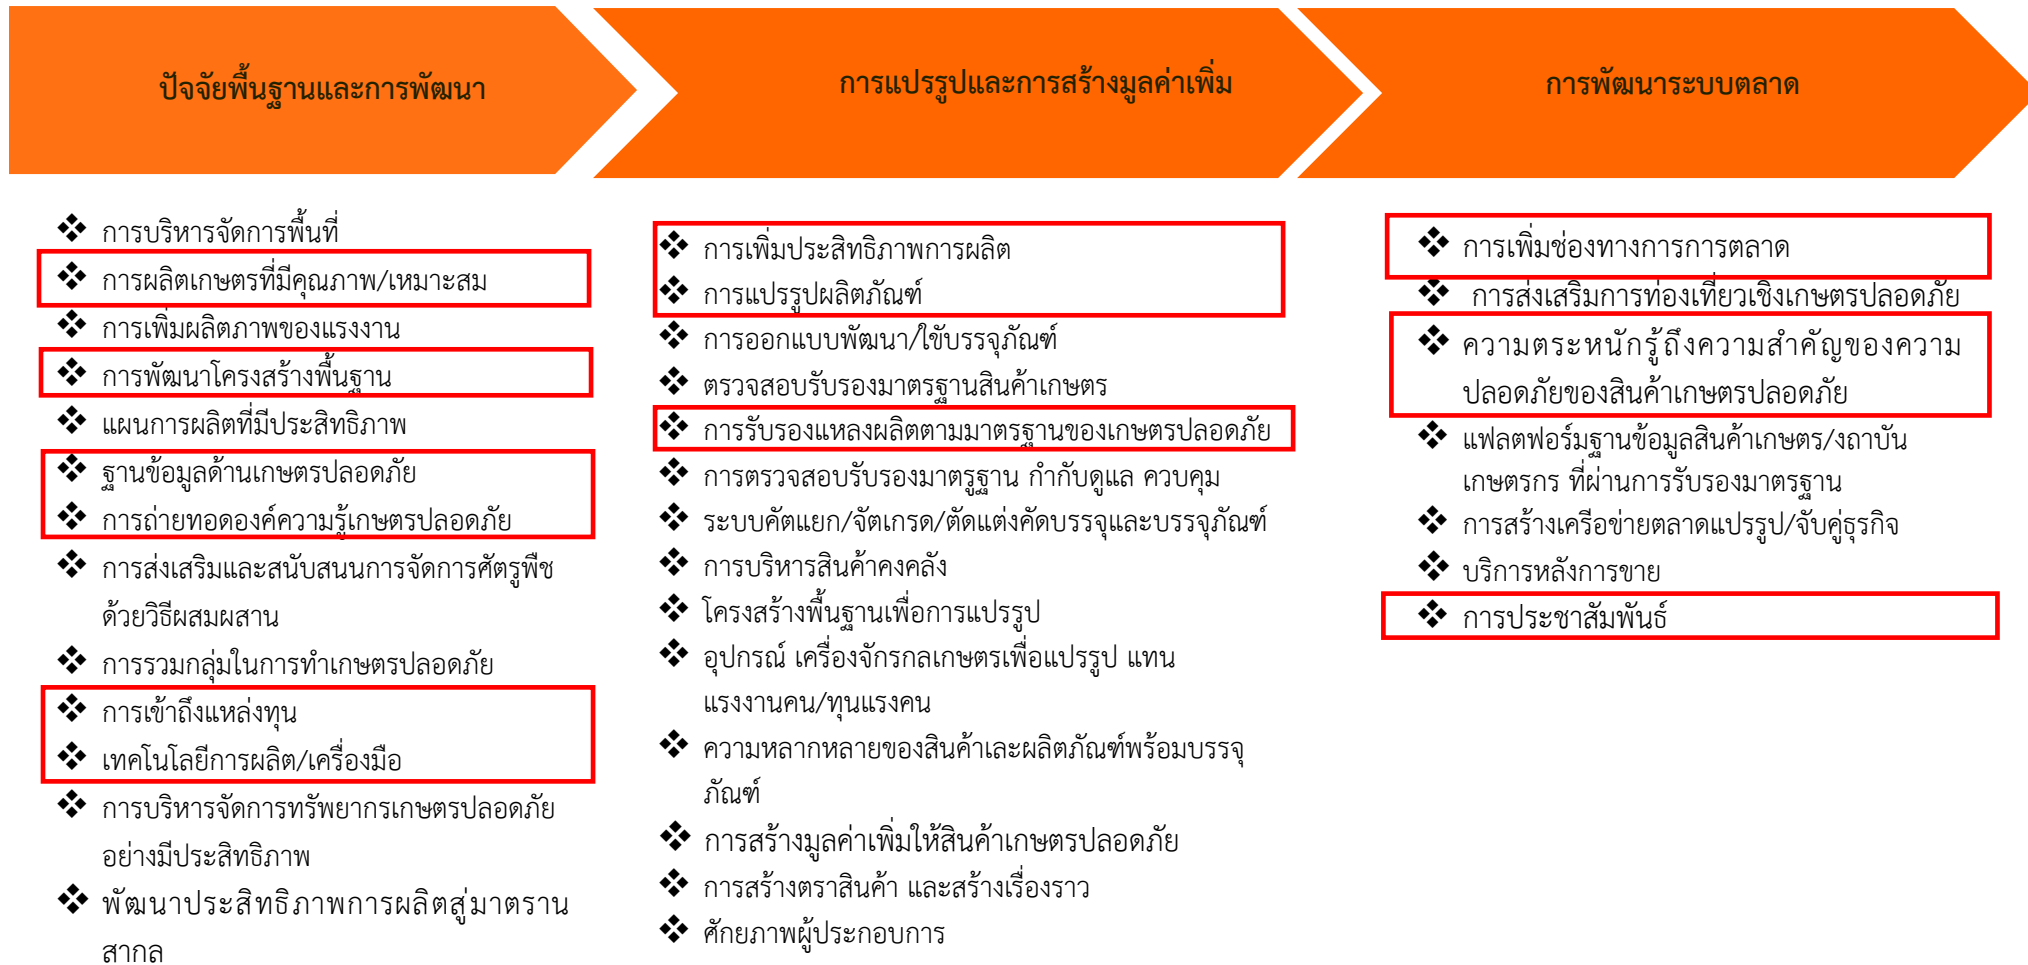 ปัจจัยพื้นฐานและการพัฒนา
❖ การบริหารจัดการพื้นที่
❖ การผลิตเกษตรที่มีคุณภาพ/เหมาะสม
❖ การเพิ่มผลิตภาพของแรงงาน
❖ การพัฒนาโครงสร้างพื้นฐาน
❖ แผนการผลิตที่มีประสิทธิภาพ
❖ ฐานข้อมูลด้านเกษตรปลอดภัย
❖ การถ่ายทอดองค์ความรู้เกษตรปลอดภัย
❖ การส่งเสริมและสนับสนนการจัดการศัตรูพืช
ด้วยวิธีผสมผสาน
❖ การรวมกลุ่มในการทำเกษตรปลอดภัย
❖ การเข้าถึงแหล่งทุน
❖ เทคโนโลยีการผลิต/เครื่องมือ
❖ การบริหารจัดการทรัพยากรเกษตรปลอดภัย
อย่างมีประสิทธิภาพ
❖ พัฒนาประสิทธิภาพการผลิตสู่มาตราน
สากล
การแปรรูปและการสร้างมูลค่าเพิ่ม
❖ การเพิ่มประสิทธิภาพการผลิต
❖ การแปรรูปผลิตภัณฑ์
❖ การออกแบบพัฒนา/ใขับรรจุภัณฑ์
❖ ตรวจสอบรับรองมาตรฐานสินค้าเกษตร
❖ การรับรองแหลงผลิตตามมาตรฐานของเกษตรปลอดภัย
❖ การตรวจสอบรับรองมาตรูฐาน กำกับดูแล ควบคุม
❖ ระบบคัตแยก/จัตเกรด/ตัดแต่งคัดบรรจุและบรรจุภัณฑ์
❖ การบริหารสินค้าคงคลัง
❖ โครงสร้างพื้นฐานเพื่อการแปรรูป
❖ อุปกรณ์ เครื่องจักรกลเกษตรเพื่อแปรรูป แทน
แรงงานคน/ทุนแรงคน
❖ ความหลากหลายของสินค้าเละผลิตภัณฑ์พร้อมบรรจุ
ภัณฑ์
❖ การสร้างมูลค่าเพิ่มให้สินค้าเกษตรปลอดภัย
❖ การสร้างตราสินค้า และสร้างเรื่องราว
❖ ศักยภาพผู้ประกอบการ
การพัฒนาระบบตลาด
❖ การเพิ่มช่องทางการการตลาด
❖ การส่งเสริมการท่องเที่ยวเชิงเกษตรปลอดภัย
❖ ความตระหนักรู้ถึงความสำคัญของความ
ปลอดภัยของสินค้าเกษตรปลอดภัย
❖ แฟลตฟอร์มฐานข้อมูลสินค้าเกษตร/งถาบัน
เกษตรกร ที่ผ่านการรับรองมาตรฐาน
❖ การสร้างเครีอข่ายตลาดแปรรูป/จับคู่ธุรกิจ
❖ บริการหลังการขาย
❖ การประชาสัมพันธ์